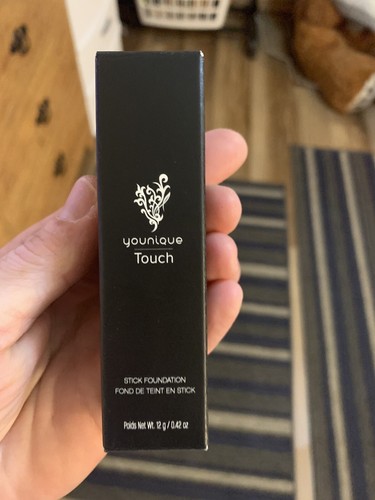 younique
Touch
STICK FOUNDATION
FOND DE TEINT EN STICK
Poids Net Wt. 12 g / 0.42 oz